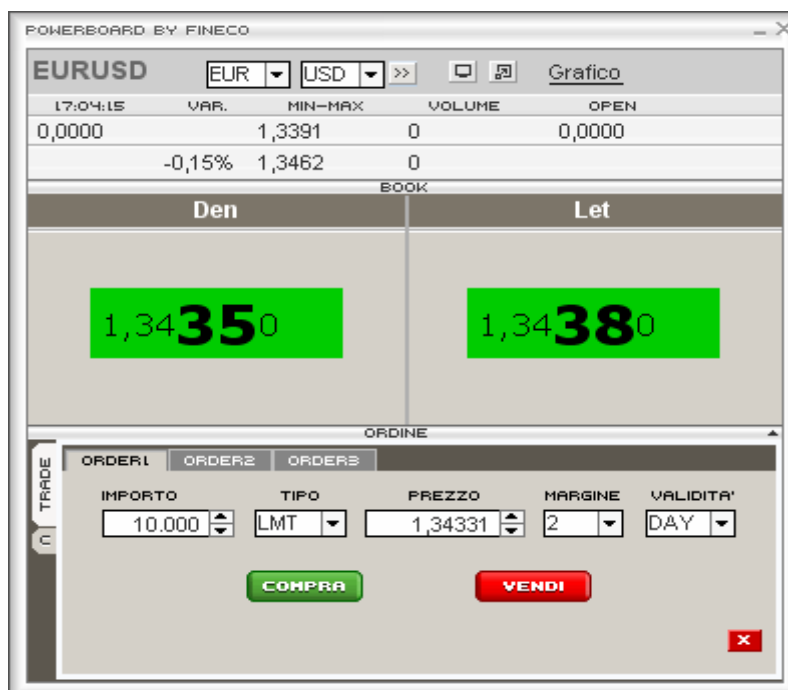 POWERBOARD BY FINECO
EURUSD EUR USD >> Grafico
17:04:15 VAR. MIN-MAX VOLUME OPEN
0,0000 1,3391 0 0,0000
-0,15% 1,3462 0
BOOK
Den Let
1,34350 1,34380
ORDINE
TRADE
C
ORDER1 ORDER2 ORDER3
IMPORTO TIPO PREZZO MARGINE VALIDITA'
10.000 LMT 1,34331 2 DAY
COMPRA VENDI
X